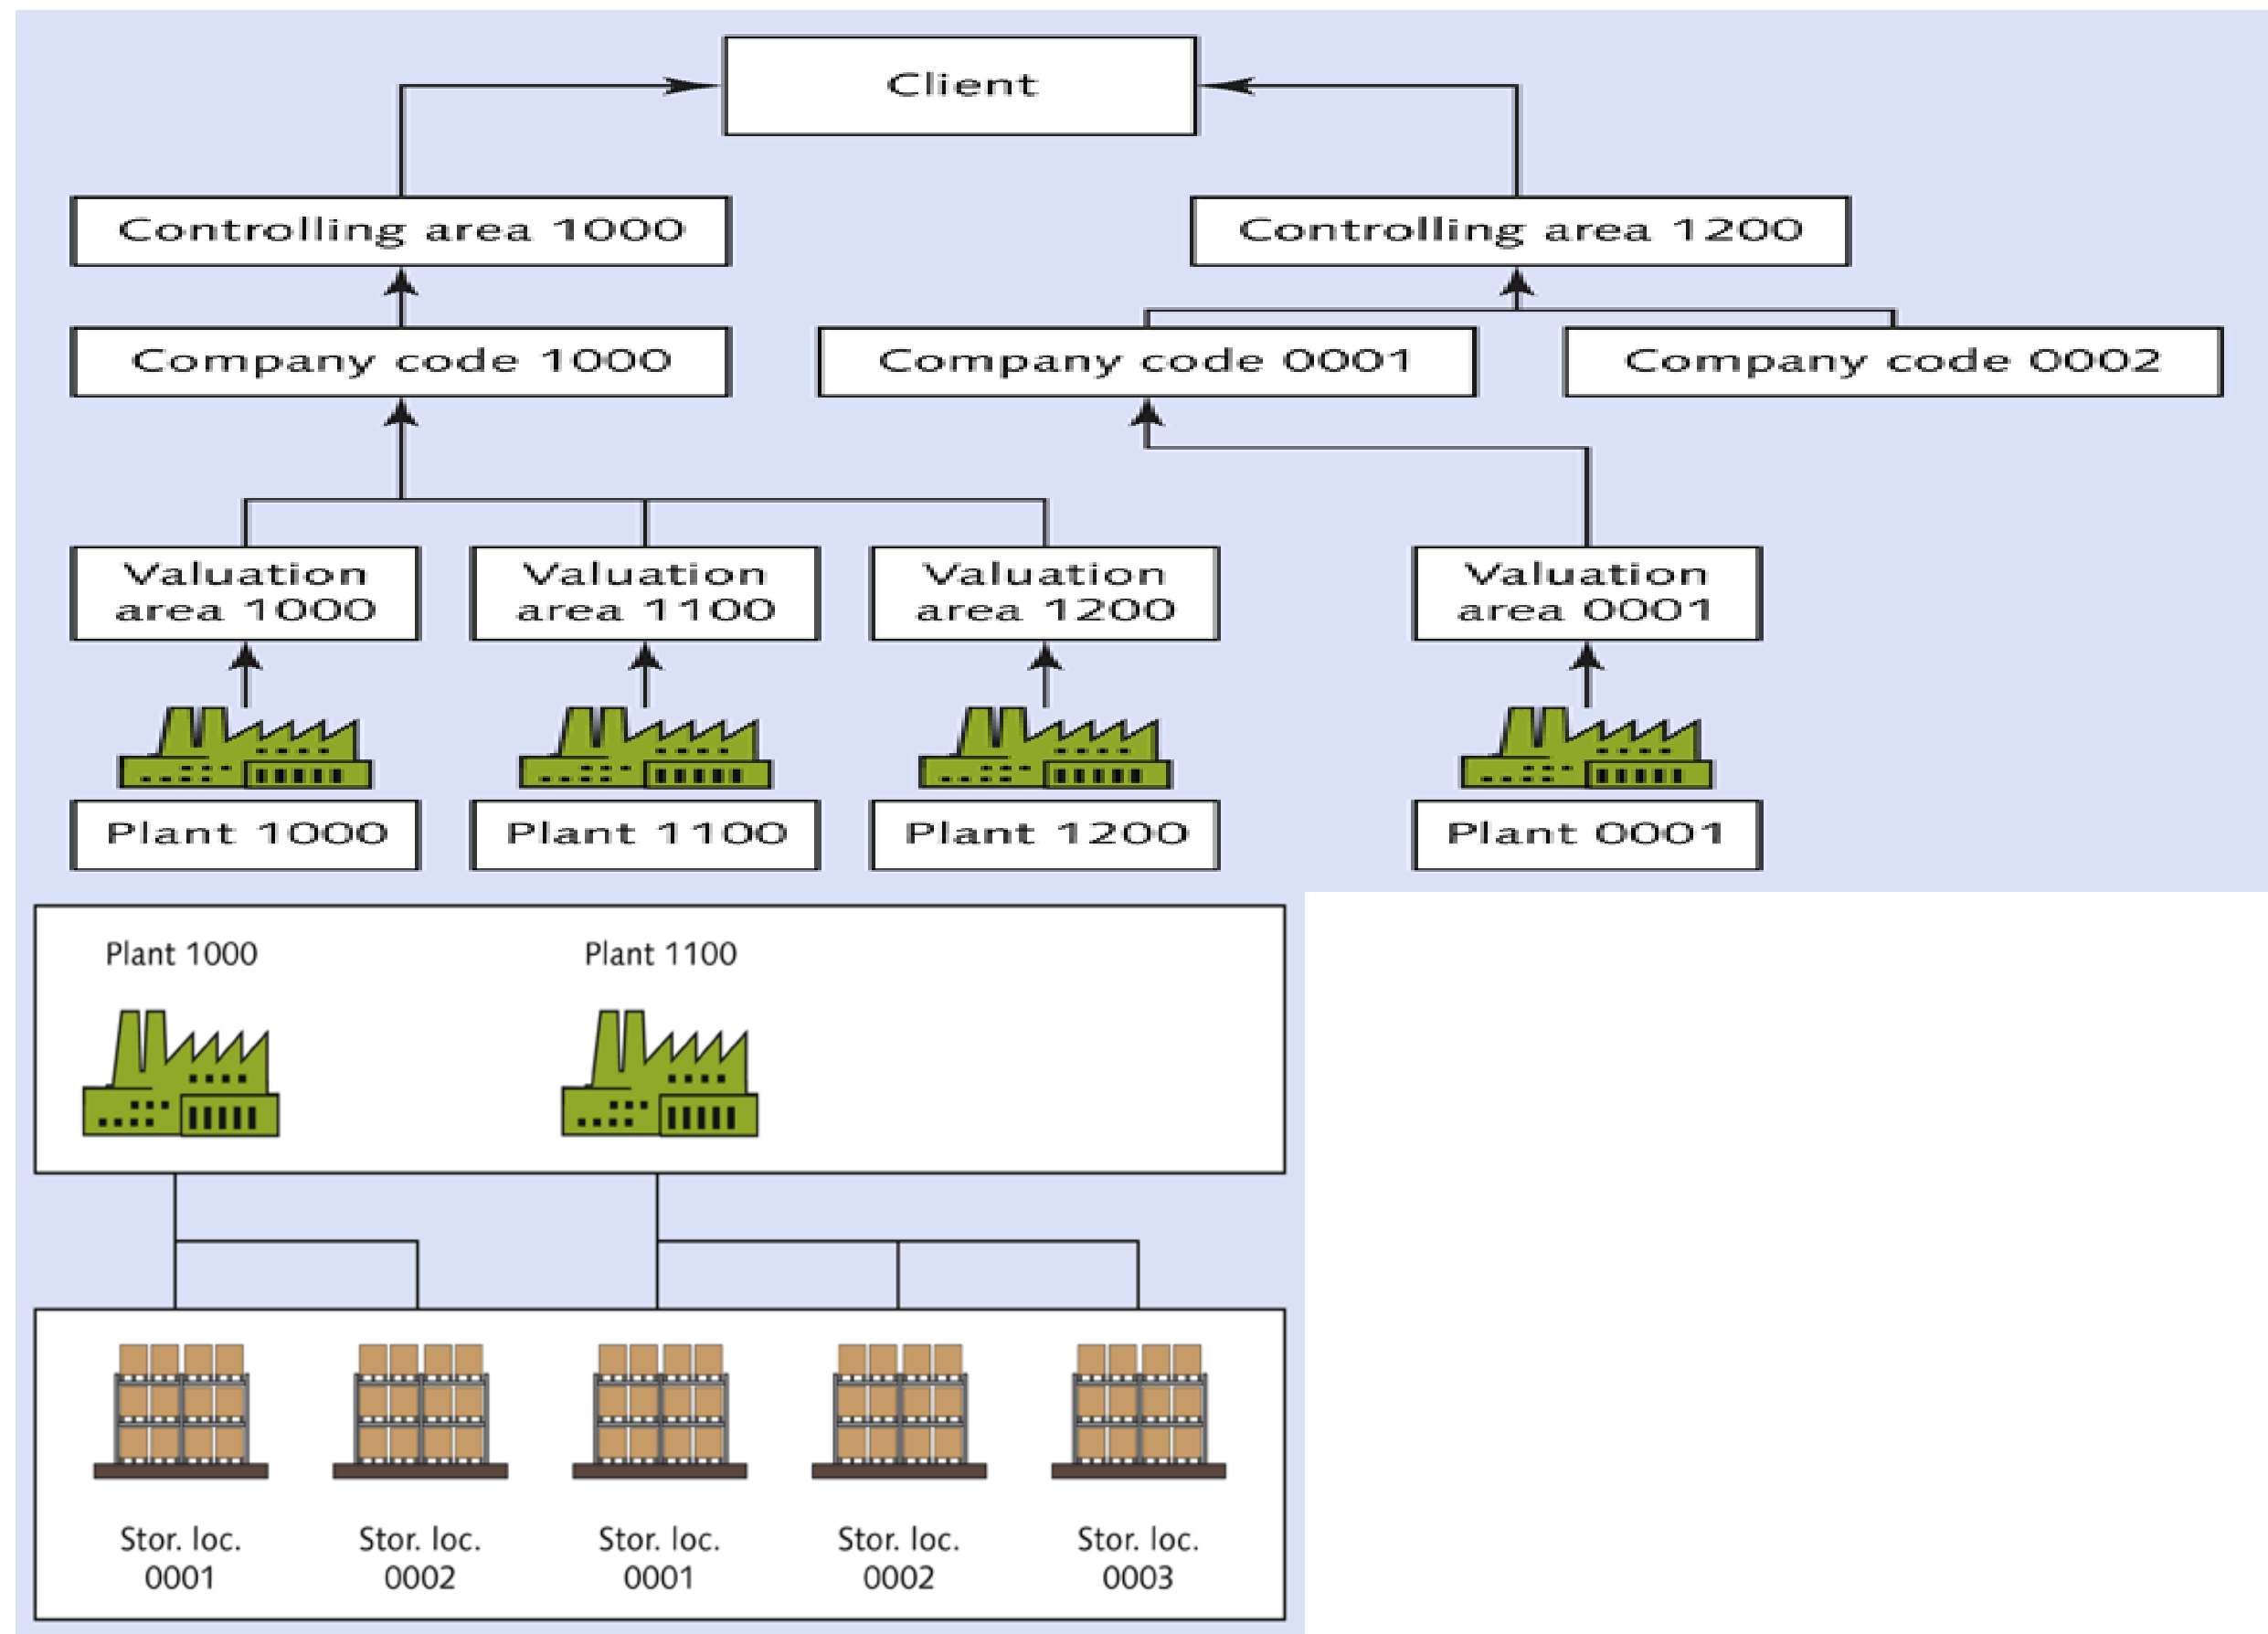 Client
Controlling area 1000
Controlling area 1200
Company code 1000
Company code 0001
Company code 0002
Valuation
area 1000
Valuation
area 1100
Valuation
area 1200
Valuation
area 0001
Plant 1000
Plant 1100
Plant 1200
Plant 0001
Plant 1000
Plant 1100
Stor. loc.
0001
Stor. loc.
0002
Stor. loc.
0001
Stor. loc.
0002
Stor. loc.
0003